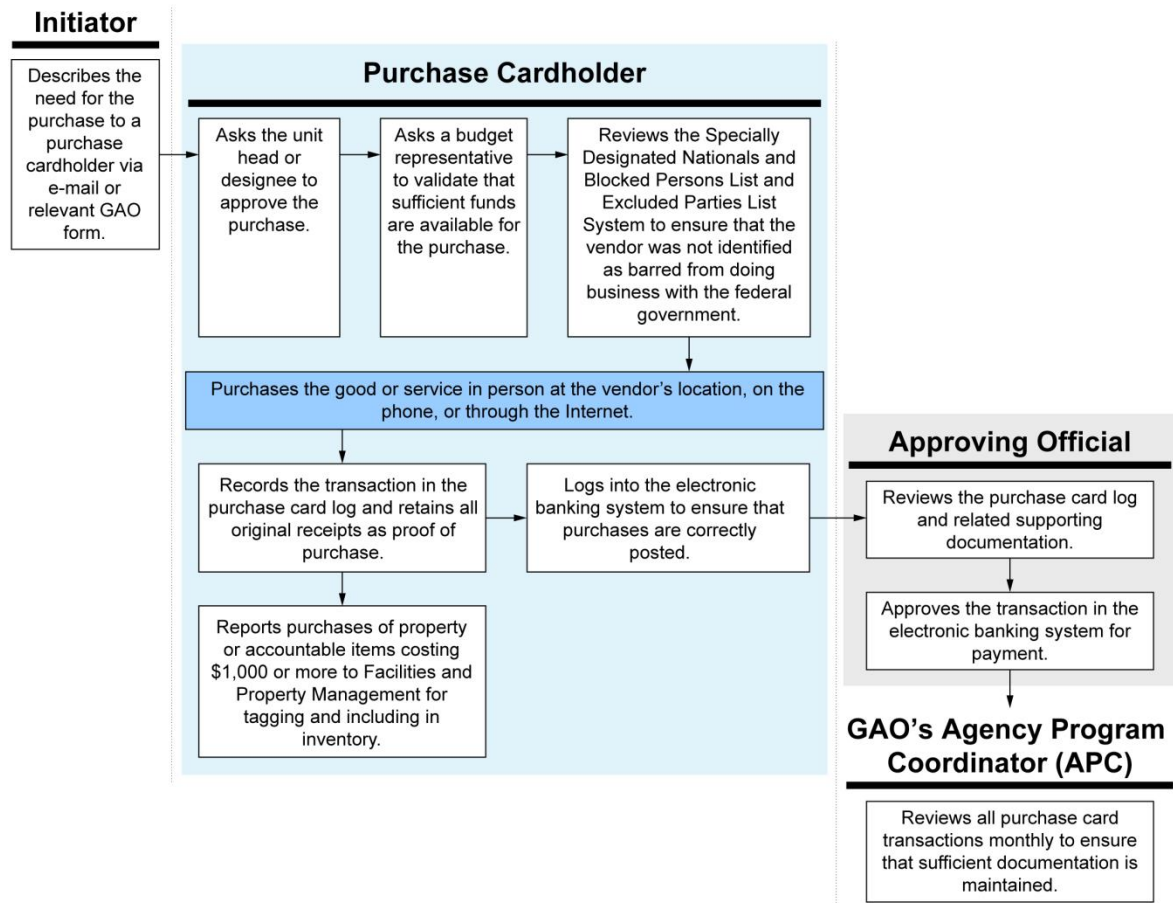 Initiator
Describes the
need for the
purchase to a
purchase
cardholder via
e-mail or
relevant GAO
form.
Purchase Cardholder
Asks the unit
head or
designee to
approve the
purchase.
Asks a budget
representative
to validate that
sufficient funds
are available for
the purchase.
Reviews the Specially
Designated Nationals and
Blocked Persons List and
Excluded Parties List
System to ensure that the
vendor was not identified
as barred from doing
business with the federal
government.
Purchases the good or service in person at the vendor’s location, on the
phone, or through the Internet.
Records the transaction in the
purchase card log and retains all
original receipts as proof of
purchase.
Logs into the electronic
banking system to ensure that
purchases are correctly
posted.
Reports purchases of property
or accountable items costing
$1,000 or more to Facilities and
Property Management for
tagging and including in
inventory.
Approving Official
Reviews the purchase card log
and related supporting
documentation.
Approves the transaction in the
electronic banking system for
payment.
GAO’s Agency Program
Coordinator (APC)
Reviews all purchase card
transactions monthly to ensure
that sufficient documentation is
maintained.